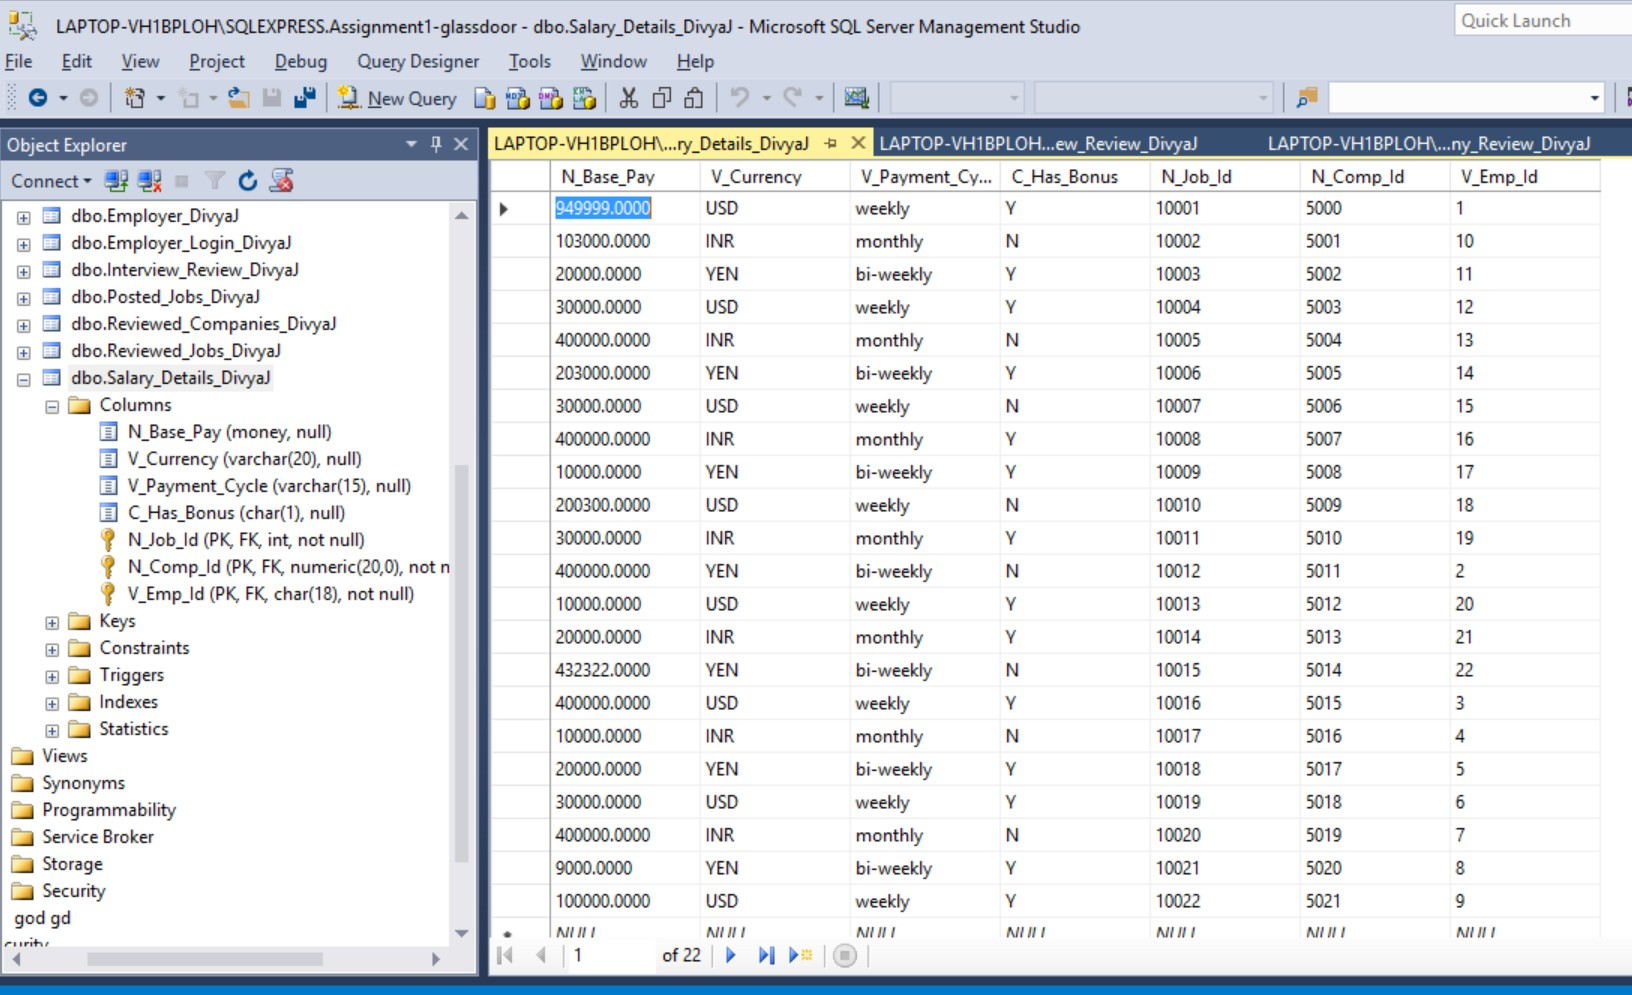 LAPTOP-VH1BPLOH\SQLEXPRESS.Assignment1-glassdoor - dbo.Salary_Details_DivyaJ - Microsoft SQL Server Management Studio
Quick Launch
File Edit View Project Debug Query Designer Tools Window Help
New Query
Object Explorer
Connect
dbo.Employer_DivyaJ
dbo.Employer_Login_DivyaJ
dbo.Interview_Review_DivyaJ
dbo.Posted_Jobs_DivyaJ
dbo.Reviewed_Companies_DivyaJ
dbo.Reviewed_Jobs_DivyaJ
dbo.Salary_Details_DivyaJ
Columns
N_Base_Pay (money, null)
V_Currency (varchar(20), null)
V_Payment_Cycle (varchar(15), null)
C_Has_Bonus (char(1), null)
N_Job_Id (PK, FK, int, not null)
N_Comp_Id (PK, FK, numeric(20,0), not n
V_Emp_Id (PK, FK, char(18), not null)
Keys
Constraints
Triggers
Indexes
Statistics
Views
Synonyms
Programmability
Service Broker
Storage
Security
god gd
curity
LAPTOP-VH1BPLOH\...ry_Details_DivyaJ LAPTOP-VH1BPLOH...ew_Review_DivyaJ LAPTOP-VH1BPLOH\...ny_Review_DivyaJ
N_Base_Pay V_Currency V_Payment_Cy... C_Has_Bonus N_Job_Id N_Comp_Id V_Emp_Id
949999.0000 USD weekly Y 10001 5000 1
103000.0000 INR monthly N 10002 5001 10
20000.0000 YEN bi-weekly Y 10003 5002 11
30000.0000 USD weekly Y 10004 5003 12
400000.0000 INR monthly N 10005 5004 13
203000.0000 YEN bi-weekly Y 10006 5005 14
30000.0000 USD weekly N 10007 5006 15
400000.0000 INR monthly Y 10008 5007 16
10000.0000 YEN bi-weekly Y 10009 5008 17
200300.0000 USD weekly N 10010 5009 18
30000.0000 INR monthly Y 10011 5010 19
400000.0000 YEN bi-weekly N 10012 5011 2
10000.0000 USD weekly Y 10013 5012 20
20000.0000 INR monthly Y 10014 5013 21
432322.0000 YEN bi-weekly N 10015 5014 22
400000.0000 USD weekly Y 10016 5015 3
10000.0000 INR monthly N 10017 5016 4
20000.0000 YEN bi-weekly Y 10018 5017 5
30000.0000 USD weekly Y 10019 5018 6
400000.0000 INR monthly N 10020 5019 7
9000.0000 YEN bi-weekly Y 10021 5020 8
100000.0000 USD weekly Y 10022 5021 9
NULL NULL NULL NULL NULL NULL NULL
1 of 22